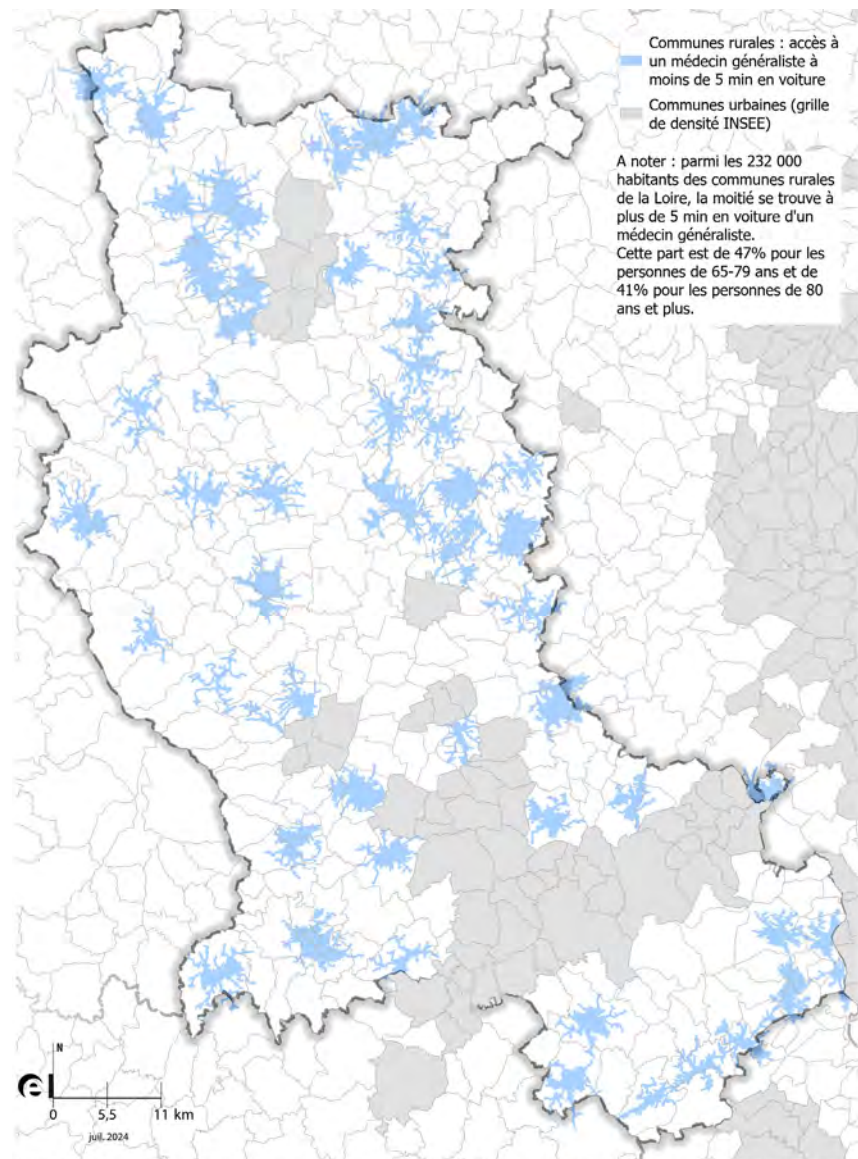 Communes rurales : accès à
un médecin généraliste à
moins de 5 min en voiture
Communes urbaines (grille
de densité INSEE)
A noter : parmi les 232 000
habitants des communes rurales
de la Loire, la moitié se trouve à
plus de 5 min en voiture d'un
médecin généraliste.
Cette part est de 47% pour les
personnes de 65-79 ans et de
41% pour les personnes de 80
ans et plus.
N
0 5,5 11 km
juil. 2024